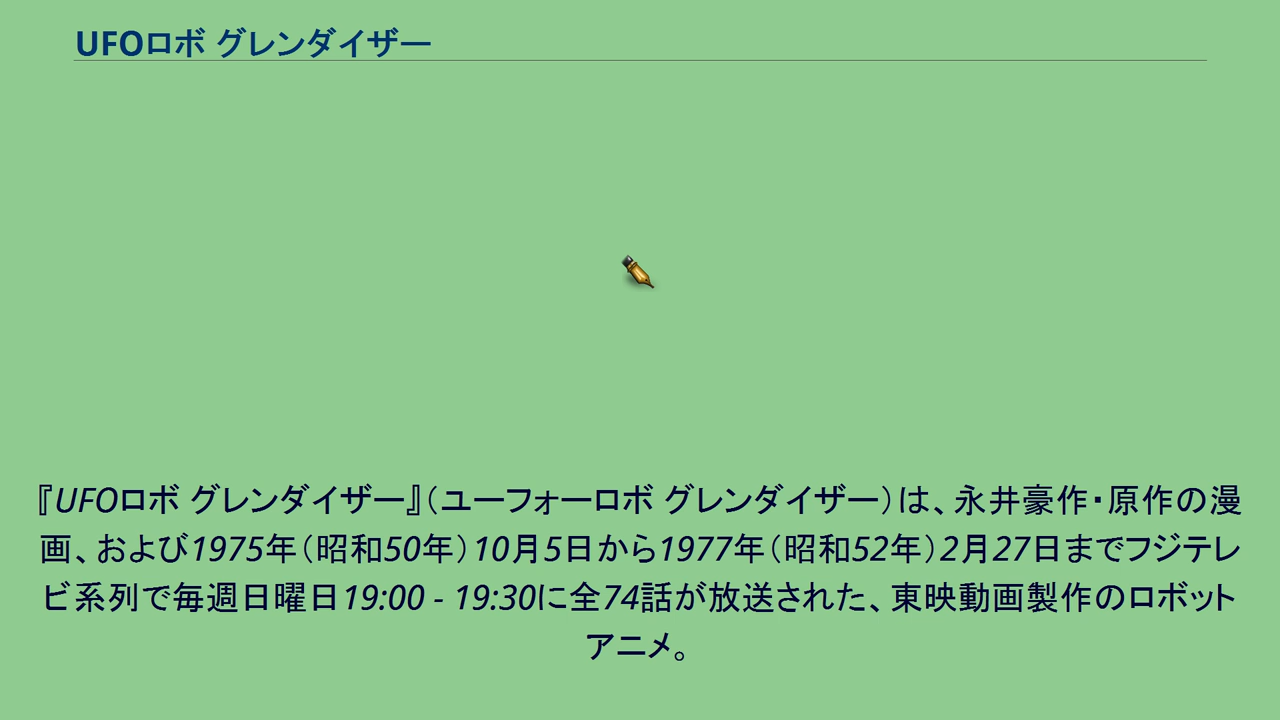 UFOロボ グレンダイザー
『UFOロボ グレンダイザー』（ユーフォーロボ グレンダイザー）は、永井豪作・原作の漫
画、および1975年（昭和50年）10月5日から1977年（昭和52年）2月27日までフジテレ
ビ系列で毎週日曜日19:00 - 19:30に全74話が放送された、東映動画製作のロボット
アニメ。